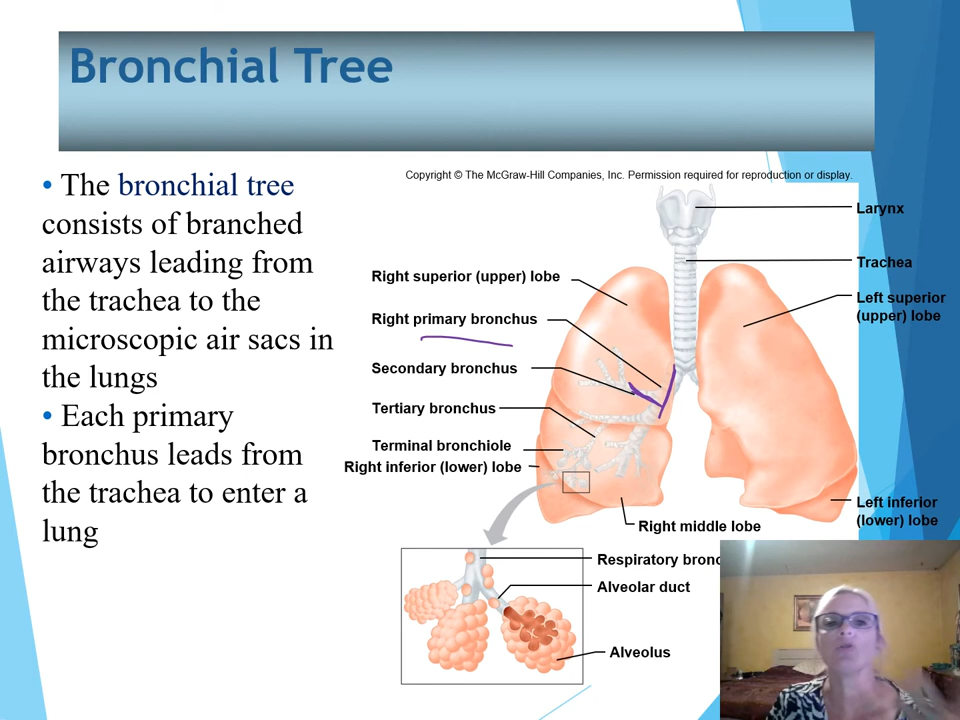 Bronchial Tree
• The bronchial tree
consists of branched
airways leading from
the trachea to the
microscopic air sacs in
the lungs
• Each primary
bronchus leads from
the trachea to enter a
lung
Copyright © The McGraw-Hill Companies, Inc. Permission required for reproduction or display.
Larynx
Trachea
Right superior (upper) lobe
Left superior
(upper) lobe
Right primary bronchus
Secondary bronchus
Tertiary bronchus
Terminal bronchiole
Right inferior (lower) lobe
Left inferior
(lower) lobe
Right middle lobe
Respiratory bronc
Alveolar duct
Alveolus